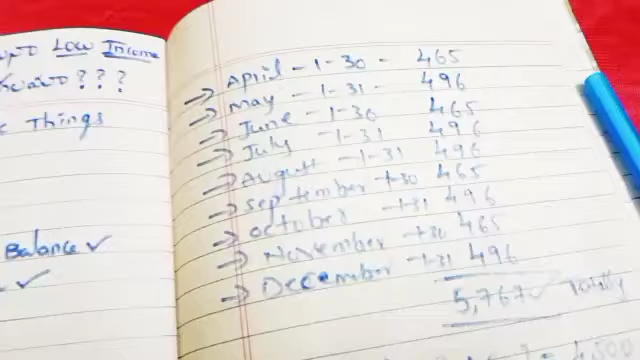 Low Income
???
Things
Balance ✓
✓
April - 1-30 - 465
→ May - 1-31 - 496
→ June - 1-30 465
→ July - 1-31 496
→ August - 1-31 496
→ September - 1-30 465
→ October - 1-31 496
→ November - 1-30 465
→ December - 1-31 496
5,767 ✓ Totally